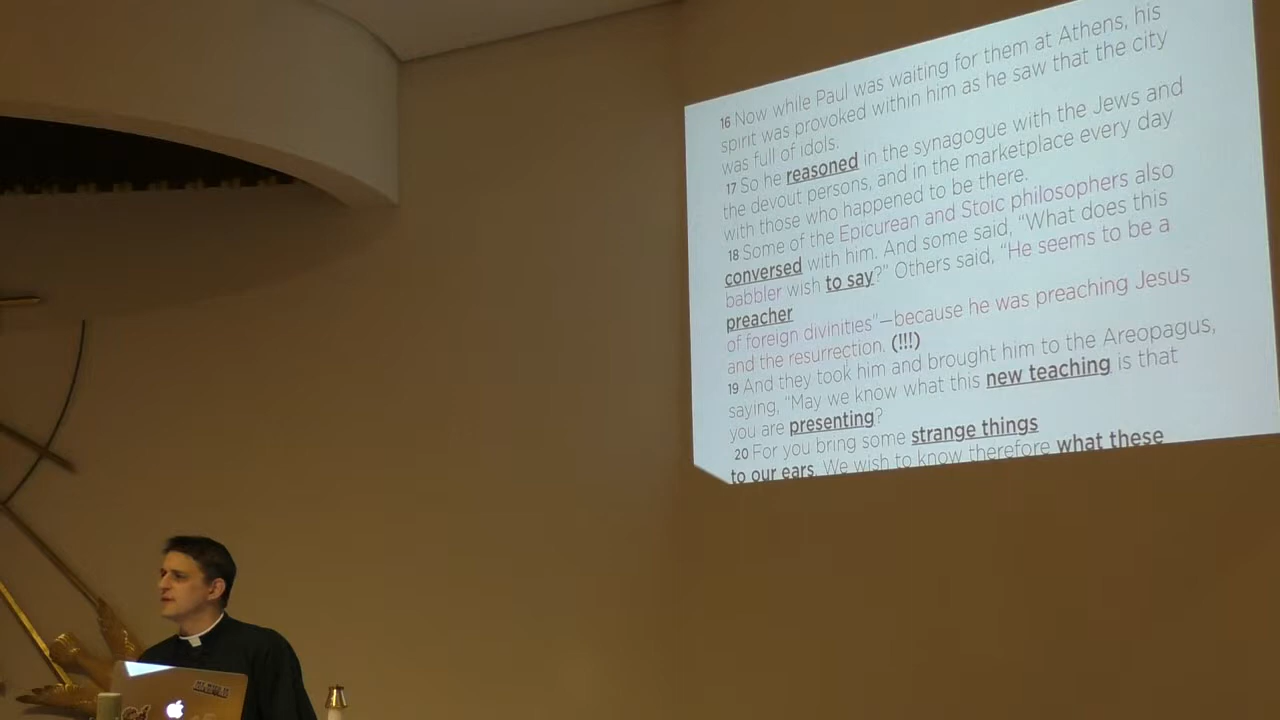 16 Now while Paul was waiting for them at Athens, his
spirit was provoked within him as he saw that the city
was full of idols.
17 So he reasoned in the synagogue with the Jews and
the devout persons, and in the marketplace every day
with those who happened to be there.
18 Some of the Epicurean and Stoic philosophers also
conversed with him. And some said, “What does this
babbler wish to say?” Others said, “He seems to be a
preacher
of foreign divinities”—because he was preaching Jesus
and the resurrection. (!!!)
19 And they took him and brought him to the Areopagus,
saying, “May we know what this new teaching is that
you are presenting?
20 For you bring some strange things
to our ears. We wish to know therefore what these